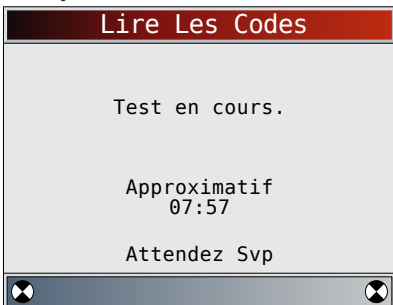 Lire Les Codes
Test en cours.
Approximatif
07:57
Attendez Svp